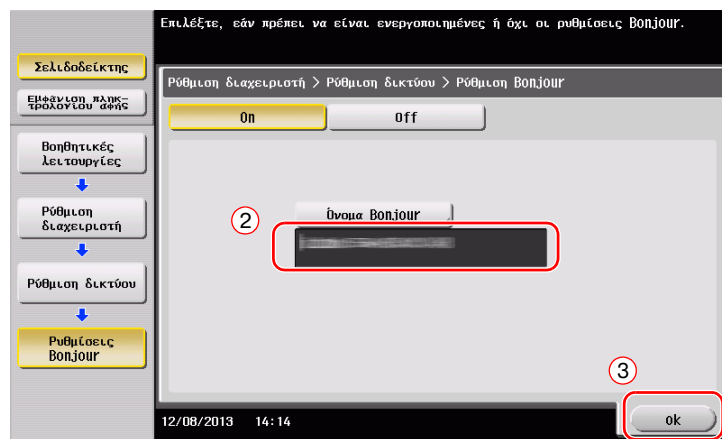 Επιλέξτε, εάν πρέπει να είναι ενεργοποιημένες ή όχι οι ρυθμίσεις Bonjour.
Σελιδοδείκτης
Εμφάνιση πληκ-
τρολογίου αφής
Ρύθμιση διαχειριστή > Ρύθμιση δικτύου > Ρύθμιση Bonjour
On
Off
Βοηθητικές
λειτουργίες
Ρύθμιση
διαχειριστή
Ρύθμιση δικτύου
Ρυθμίσεις
Bonjour
2
Όνομα Bonjour
3
12/08/2013 14:14
ok